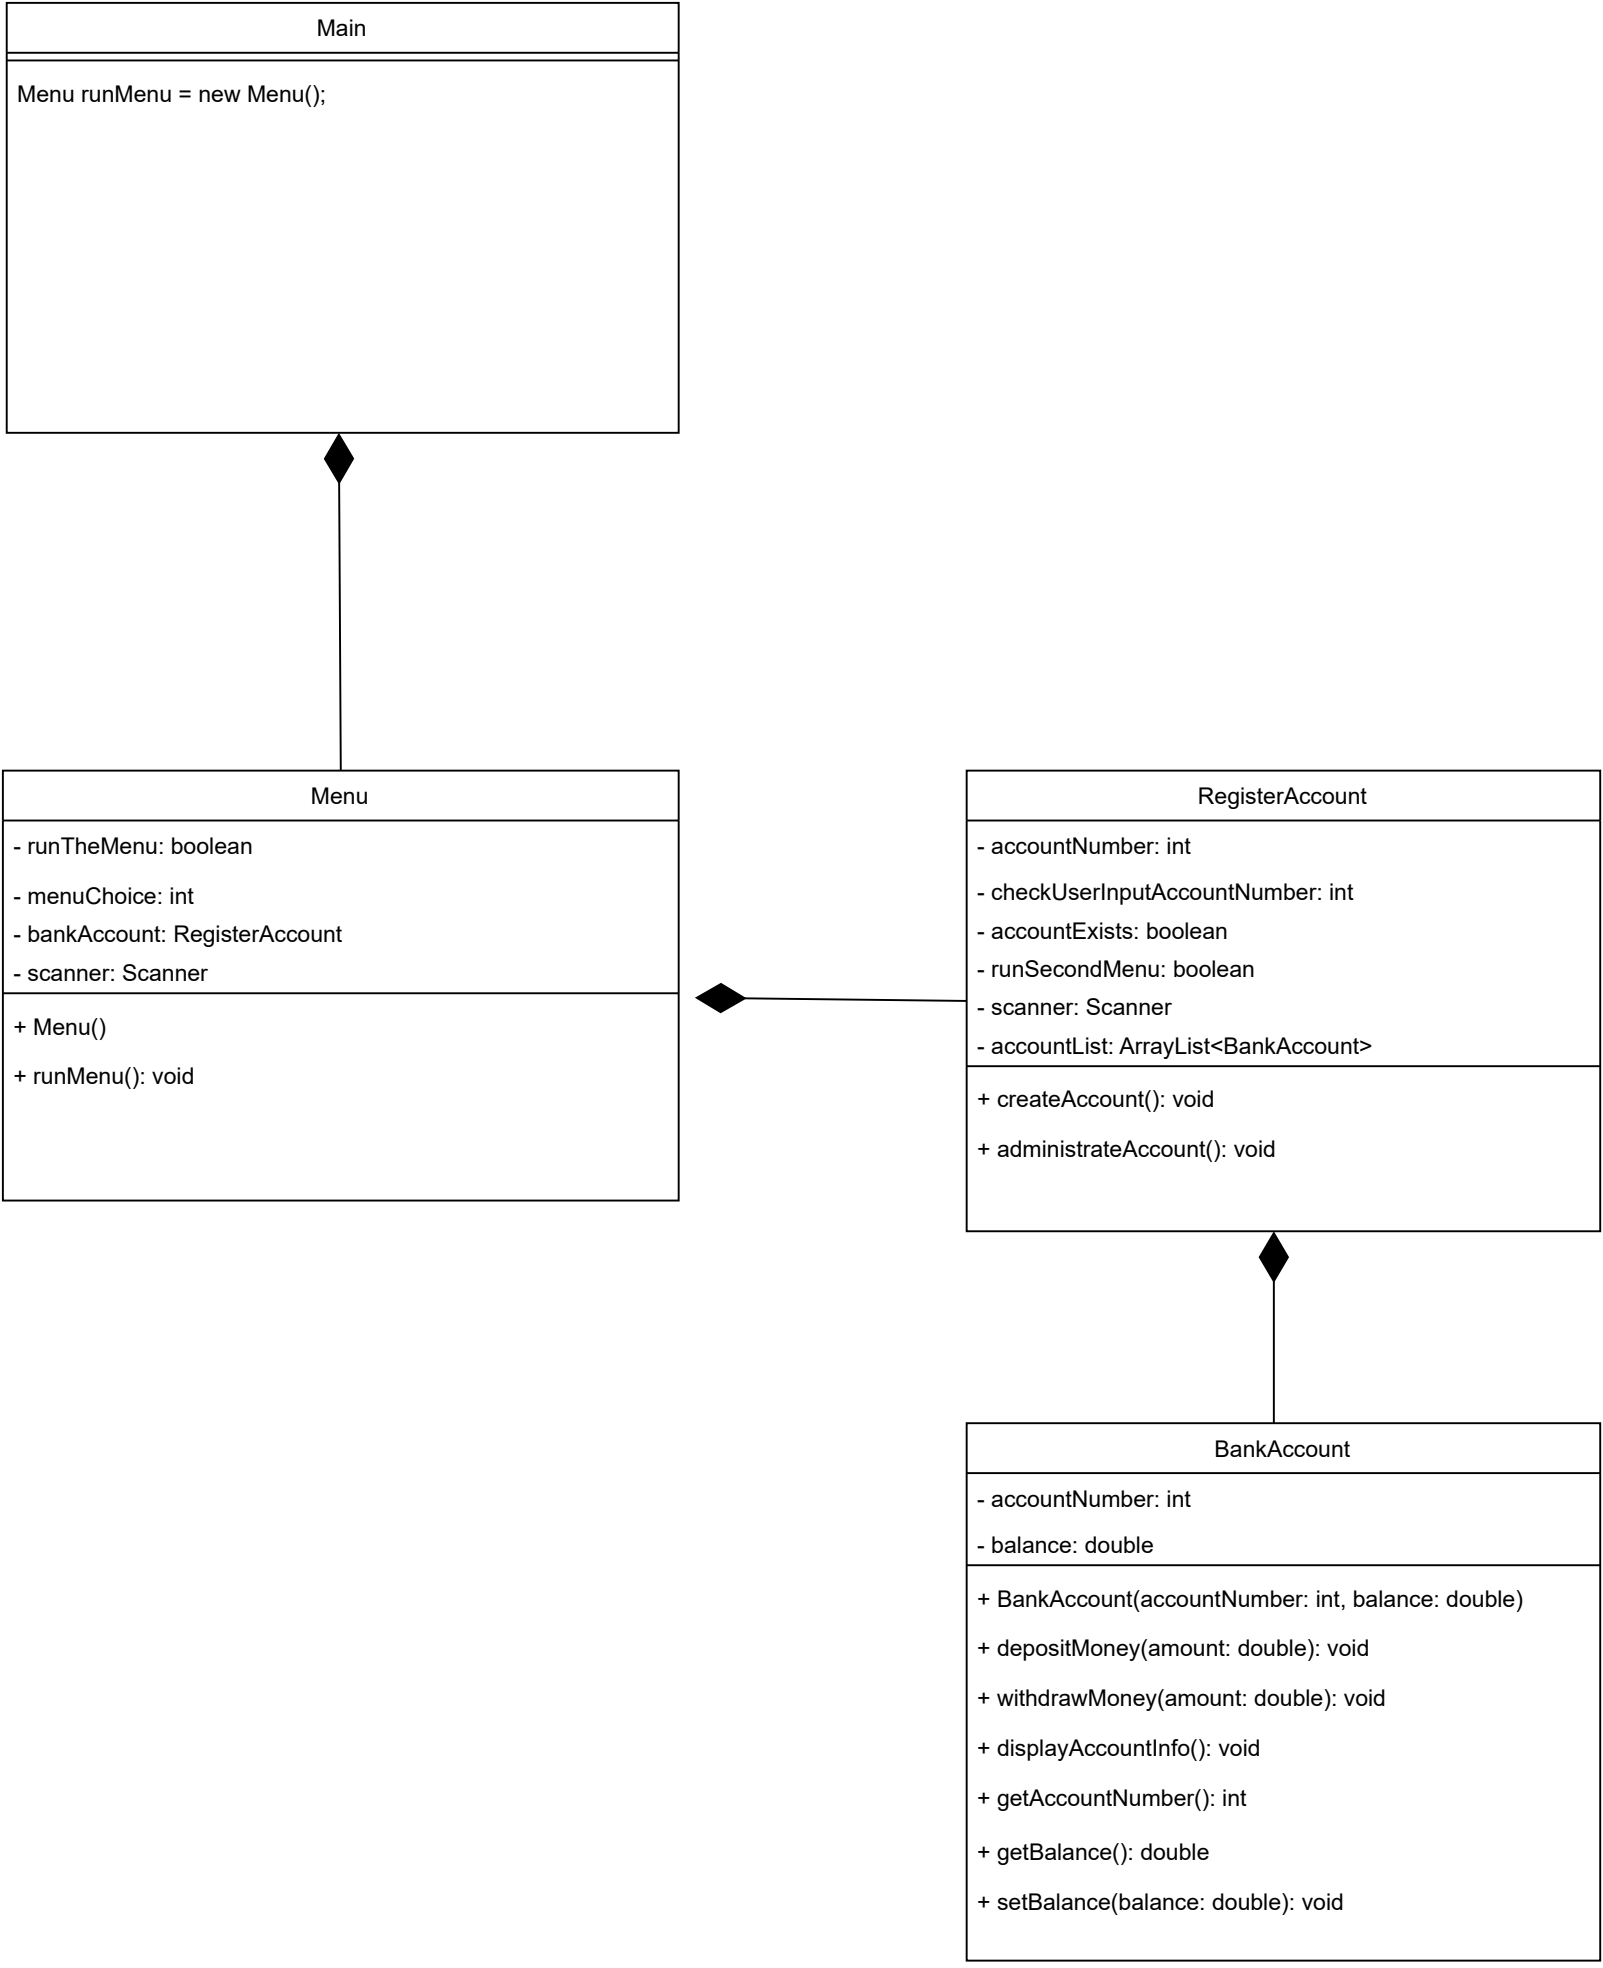 Main
Menu runMenu = new Menu();
Menu
- runTheMenu: boolean
- menuChoice: int
- bankAccount: RegisterAccount
- scanner: Scanner
+ Menu()
+ runMenu(): void
RegisterAccount
- accountNumber: int
- checkUserInputAccountNumber: int
- accountExists: boolean
- runSecondMenu: boolean
- scanner: Scanner
- accountList: ArrayList<BankAccount>
+ createAccount(): void
+ administrateAccount(): void
BankAccount
- accountNumber: int
- balance: double
+ BankAccount(accountNumber: int, balance: double)
+ depositMoney(amount: double): void
+ withdrawMoney(amount: double): void
+ displayAccountInfo(): void
+ getAccountNumber(): int
+ getBalance(): double
+ setBalance(balance: double): void